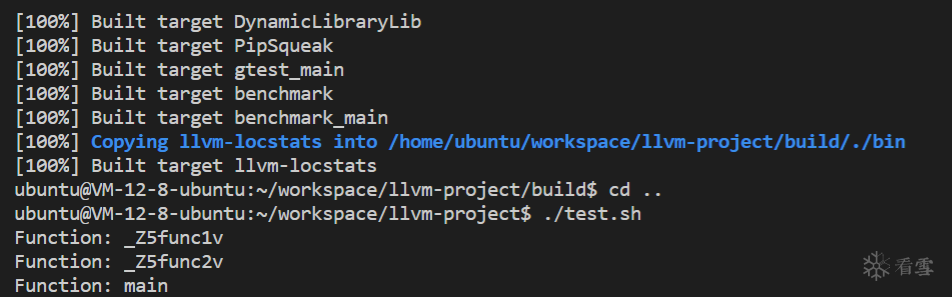 [100%] Built target DynamicLibraryLib
[100%] Built target PipSqueak
[100%] Built target gtest_main
[100%] Built target benchmark
[100%] Built target benchmark_main
[100%] Copying llvm-locstats into /home/ubuntu/workspace/llvm-project/build/./bin
[100%] Built target llvm-locstats
ubuntu@VM-12-8-ubuntu:~/workspace/llvm-project/build$ cd ..
ubuntu@VM-12-8-ubuntu:~/workspace/llvm-project$ ./test.sh
Function: _Z5func1v
Function: _Z5func2v
Function: main
看雪